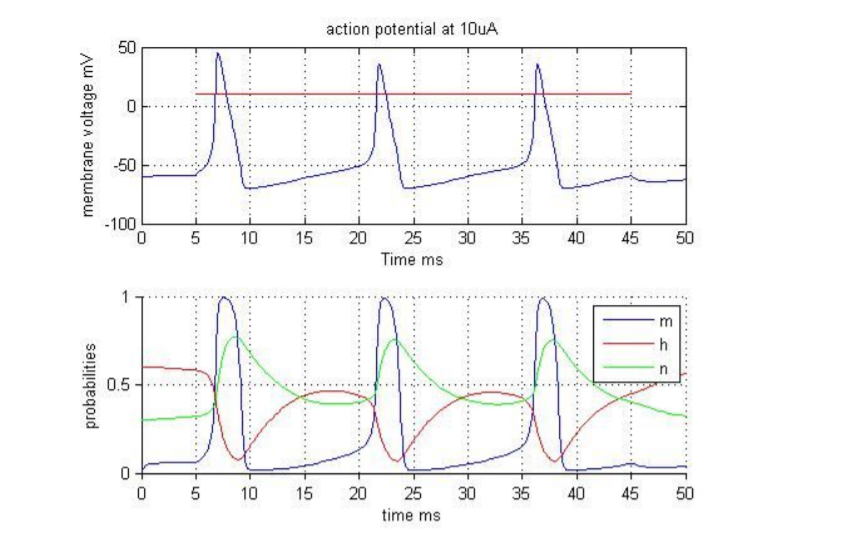 action potential at 10uA
membrane voltage mV
50
0
-50
-100
0 5 10 15 20 25 30 35 40 45 50
Time ms
probabilities
1
0.5
0
m
h
n
0 5 10 15 20 25 30 35 40 45 50
time ms